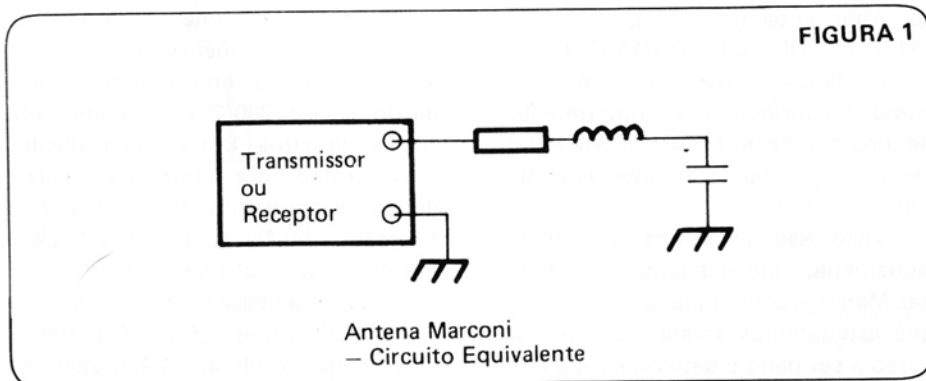 FIGURA 1
Transmissor
ou
Receptor
Antena Marconi
– Circuito Equivalente